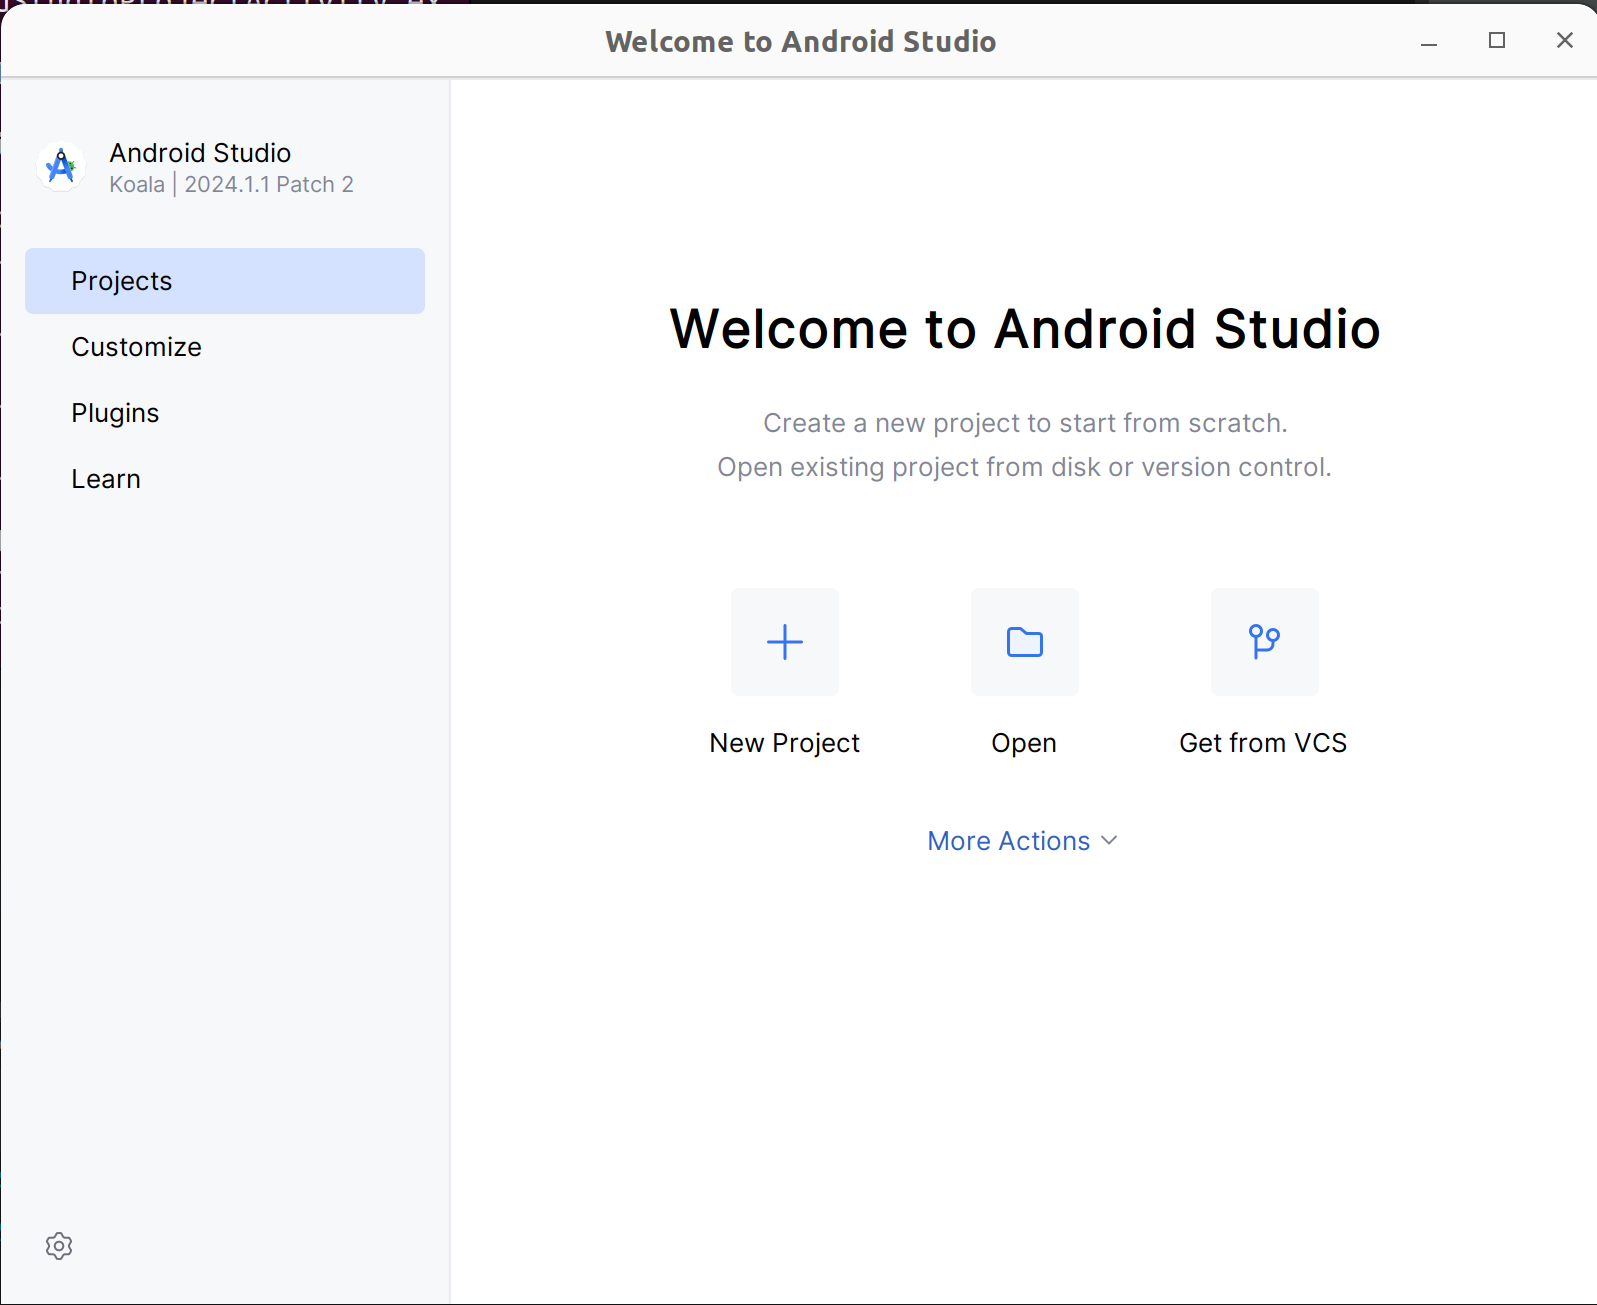 Welcome to Android Studio
Android Studio
Koala | 2024.1.1 Patch 2
Projects
Customize
Plugins
Learn
Welcome to Android Studio
Create a new project to start from scratch.
Open existing project from disk or version control.
New Project
Open
Get from VCS
More Actions